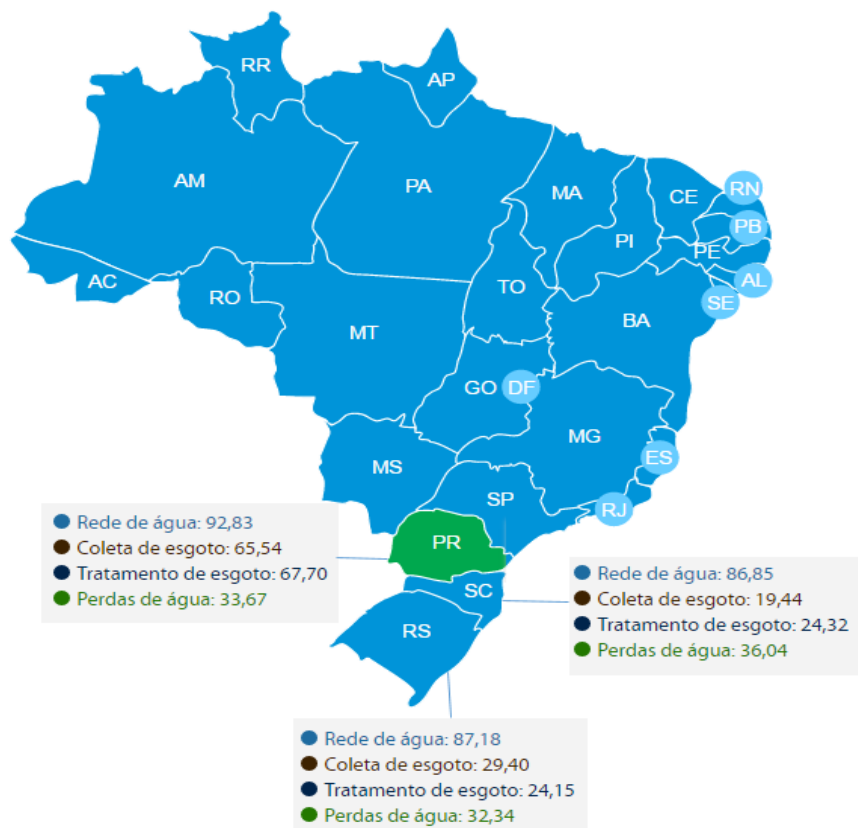 RR
AP
AM
PA
MA
CE
RN
PI
PB
PE
AC
RO
TO
AL
SE
MT
BA
GO
DF
MG
MS
ES
SP
RJ
PR
SC
RS
Rede de água: 92,83
Coleta de esgoto: 65,54
Tratamento de esgoto: 67,70
Perdas de água: 33,67
Rede de água: 86,85
Coleta de esgoto: 19,44
Tratamento de esgoto: 24,32
Perdas de água: 36,04
Rede de água: 87,18
Coleta de esgoto: 29,40
Tratamento de esgoto: 24,15
Perdas de água: 32,34